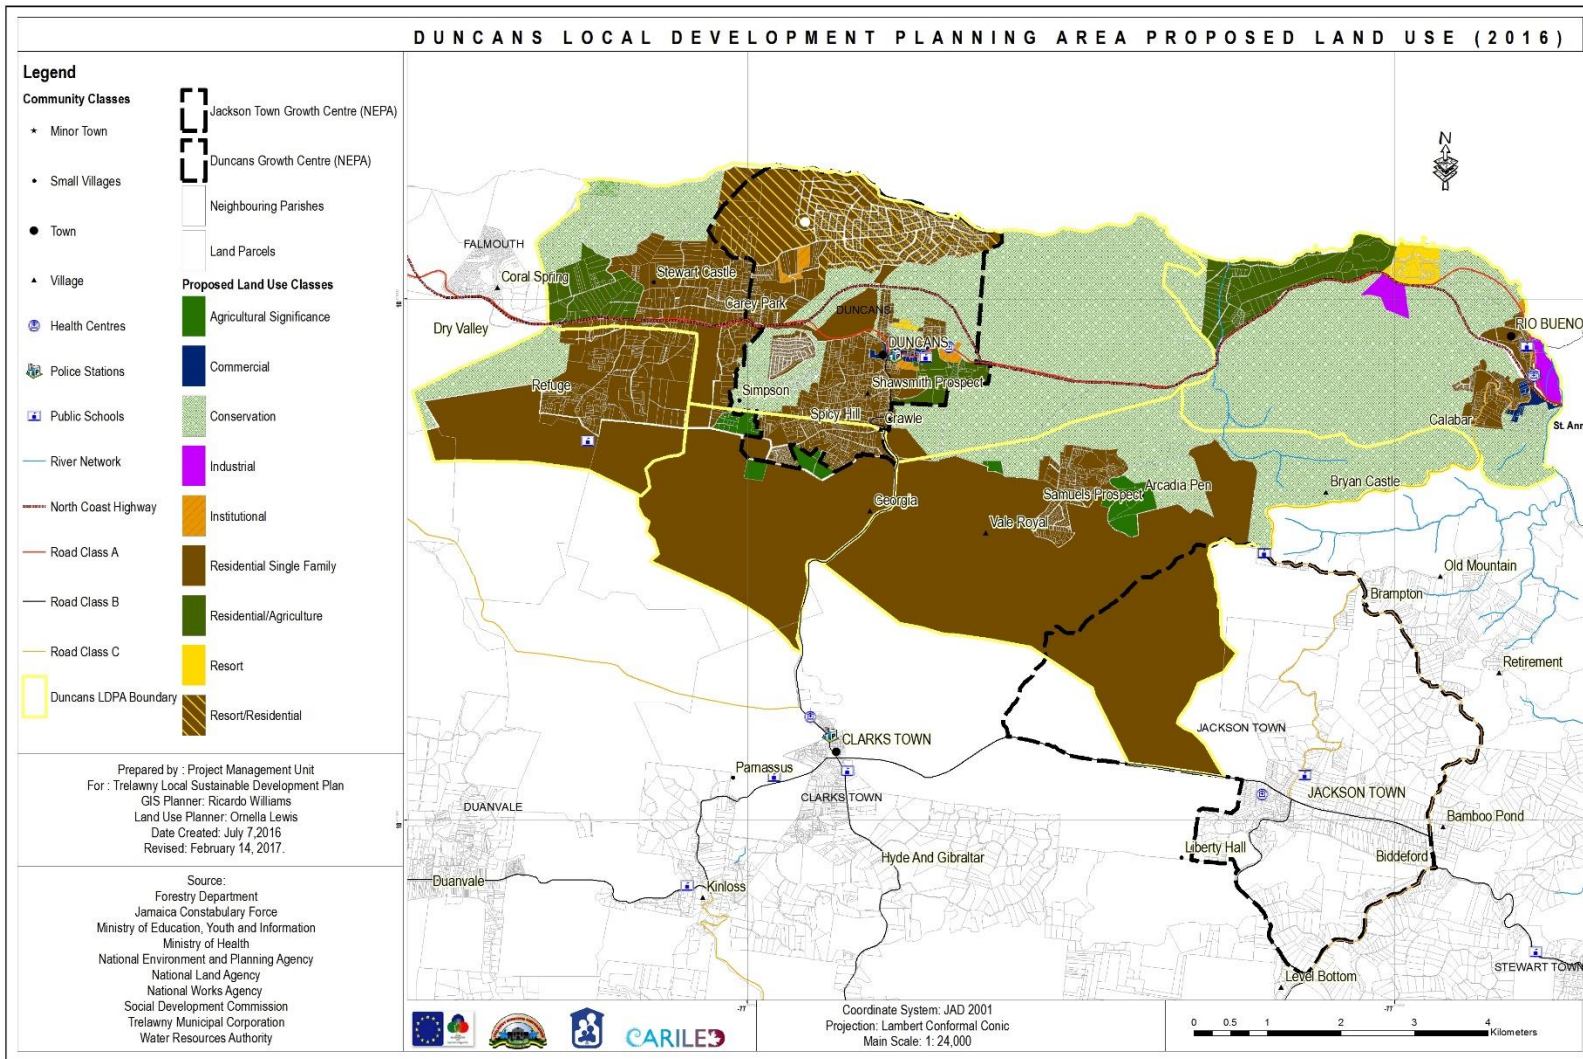 DUNCANS LOCAL DEVELOPMENT PLANNING AREA PROPOSED LAND USE (2016)
Legend
Community Classes
Minor Town
Small Villages
Town
Village
Health Centres
Police Stations
Public Schools
River Network
North Coast Highway
Road Class A
Road Class B
Road Class C
Duncans LDPA Boundary
Jackson Town Growth Centre (NEPA)
Duncans Growth Centre (NEPA)
Neighbouring Parishes
Land Parcels
Proposed Land Use Classes
Agricultural Significance
Commercial
Conservation
Industrial
Institutional
Residential Single Family
Residential/Agriculture
Resort
Resort/Residential
Prepared by : Project Management Unit
For : Trelawny Local Sustainable Development Plan
GIS Planner: Ricardo Williams
Land Use Planner: Ornella Lewis
Date Created: July 7,2016
Revised: February 14, 2017.
Source:
Forestry Department
Jamaica Constabulary Force
Ministry of Education, Youth and Information
Ministry of Health
National Environment and Planning Agency
National Land Agency
National Works Agency
Social Development Commission
Trelawny Municipal Corporation
Water Resources Authority
N
FALMOUTH
Coral Spring
Stewart Castle
Carey Park
Dry Valley
DUNCANS
DUNCANS
RIO BUENO
Refuge
Simpson
Shawsmith Prospect
Spicy Hill
Crawle
Calabar
St. Ann
Georgia
Samuels Prospect
Arcadia Pen
Bryan Castle
Vale Royal
Old Mountain
Brampton
Retirement
JACKSON TOWN
CLARKS TOWN
Parnassus
CLARKS TOWN
JACKSON TOWN
DUANVALE
Bamboo Pond
Liberty Hall
Biddeford
Hyde And Gibraltar
Duanvale
Kinloss
Level Bottom
STEWART TOWN
-77
-77
CARILED
Coordinate System: JAD 2001
Projection: Lambert Conformal Conic
Main Scale: 1: 24,000
0 0.5 1 2 3 4
Kilometers